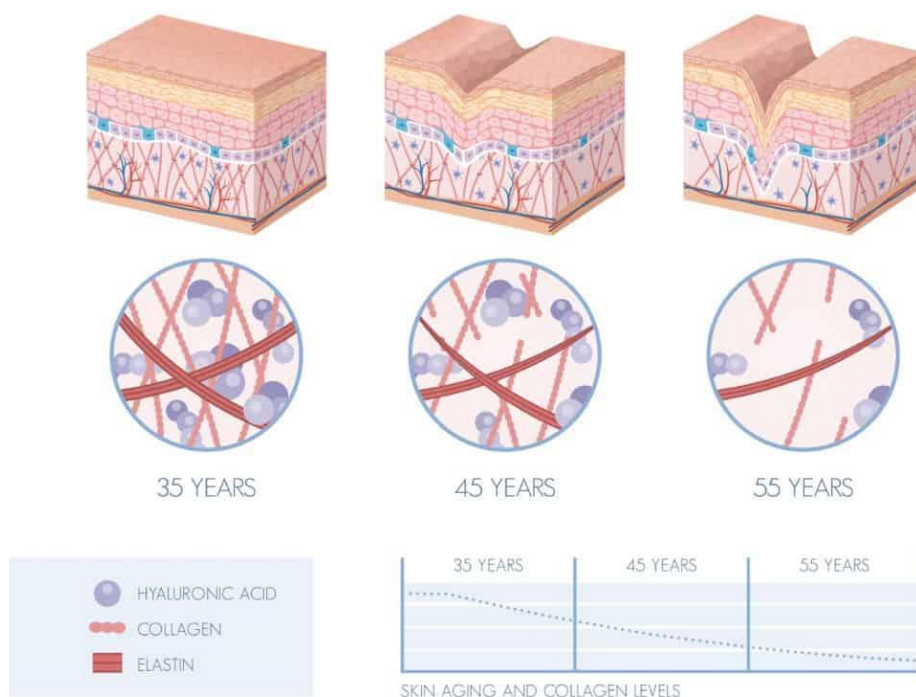 35 YEARS
45 YEARS
55 YEARS
HYALURONIC ACID
COLLAGEN
ELASTIN
35 YEARS
45 YEARS
55 YEARS
SKIN AGING AND COLLAGEN LEVELS